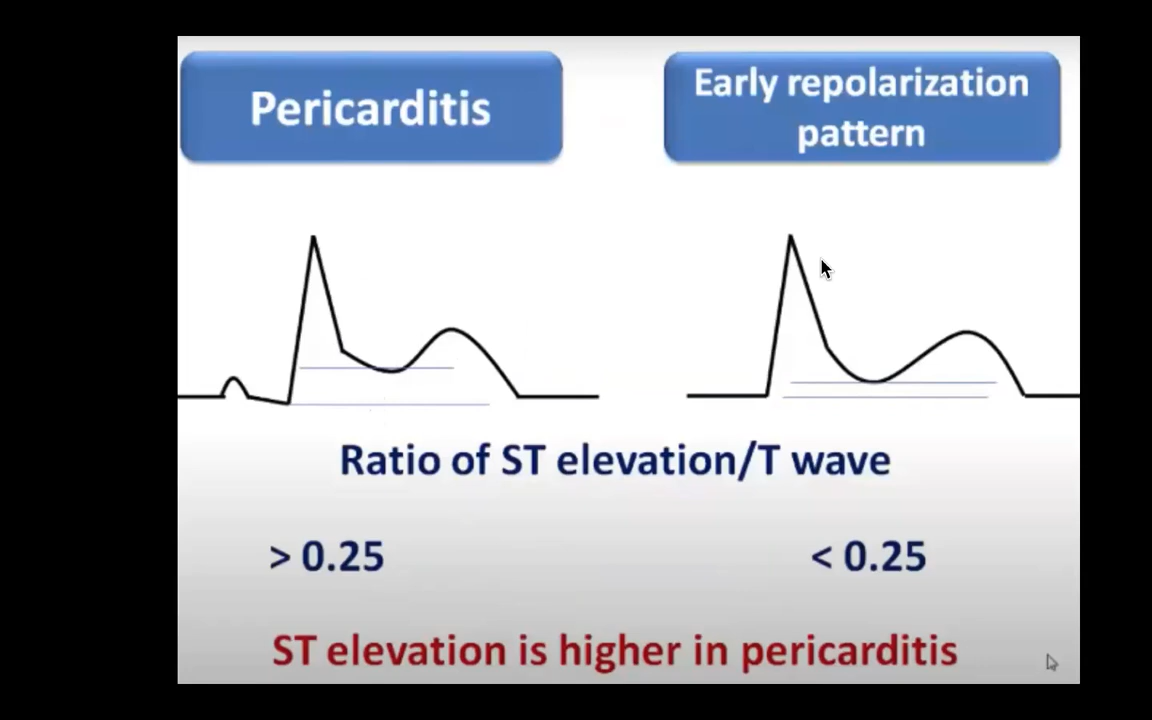 Pericarditis
Early repolarization
pattern
Ratio of ST elevation/T wave
> 0.25
< 0.25
ST elevation is higher in pericarditis